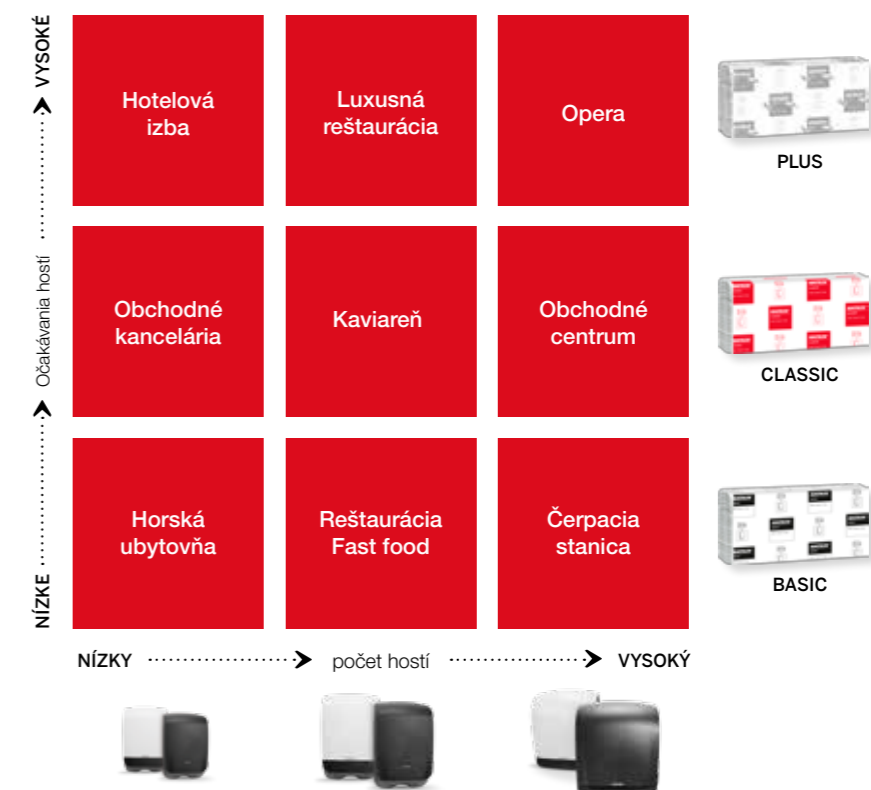 VYSOKÉ
Očakávania hostí
NÍZKE
Hotelová
izba
Luxusná
reštaurácia
Opera
PLUS
Obchodné
kancelária
Kaviareň
Obchodné
centrum
CLASSIC
Horská
ubytovňa
Reštaurácia
Fast food
Čerpacia
stanica
BASIC
NÍZKY
počet hostí
VYSOKÝ